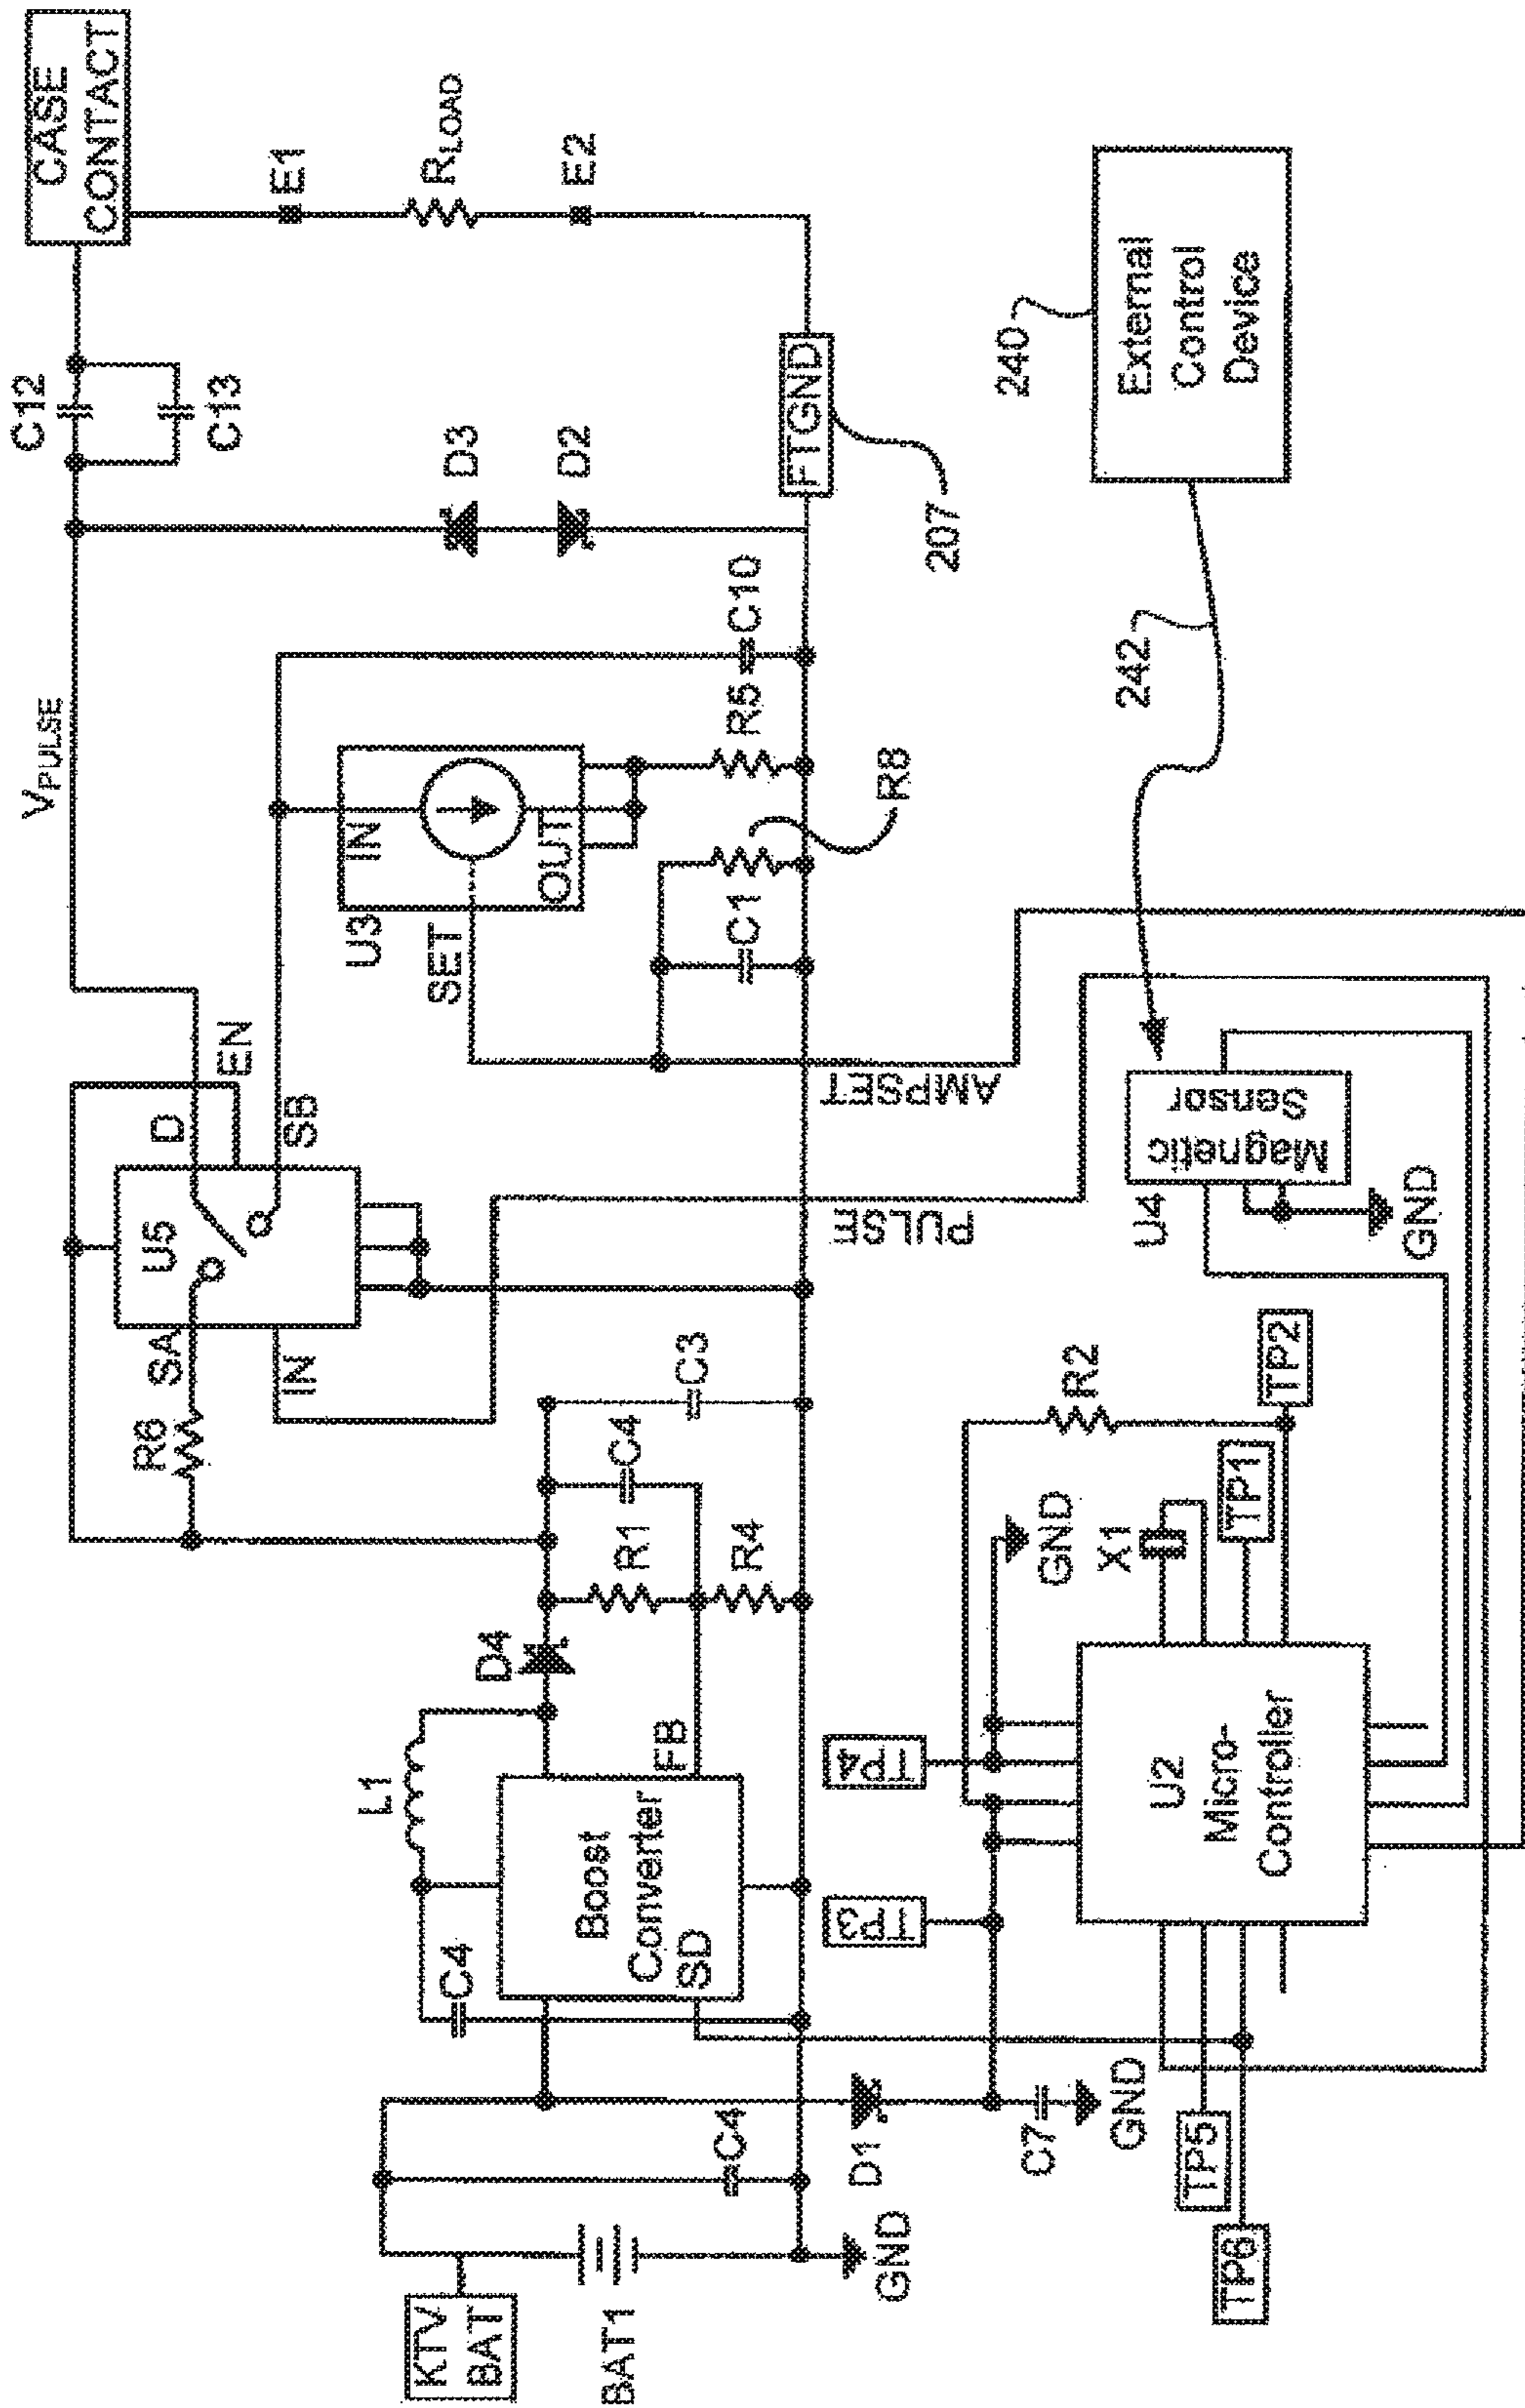 CASE
CONTACT
VPULSE
C12
C13
E1
RLOAD
E2
D3
D2
FTGND
207
C10
R5
R8
C1
U3
IN
OUT
SET
D
EN
SB
U5
SA
IN
R6
C3
C4
R1
R4
D4
L1
Boost
Converter
FB
SD
C4
C4
KTV
BAT
BAT1
GND
D1
C7
GND
TP3
TP4
GND
R2
X1
TP1
TP2
U2
Micro-
Controller
TP5
TP6
AMPSET
PULSE
U4
Magnetic
Sensor
GND
242
240
External
Control
Device